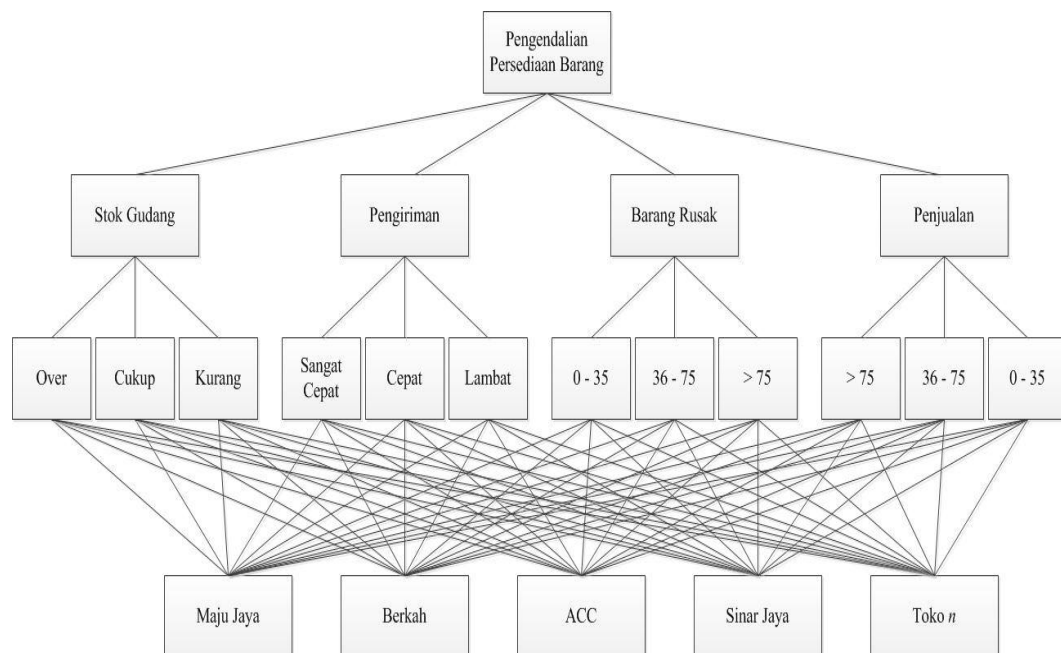 Pengendalian
Persediaan Barang
Stok Gudang
Pengiriman
Barang Rusak
Penjualan
Over
Cukup
Kurang
Sangat
Cepat
Cepat
Lambat
0 - 35
36 - 75
> 75
> 75
36 - 75
0 - 35
Maju Jaya
Berkah
ACC
Sinar Jaya
Toko n